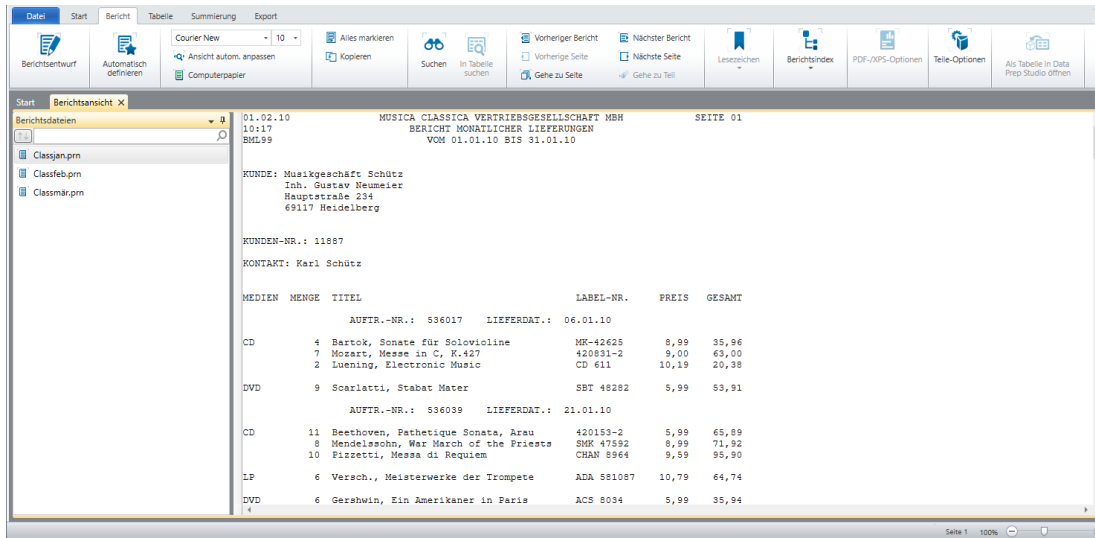 Datei Start Bericht Tabelle Summierung Export
Berichtsentwurf
Automatisch definieren
Courier New 10
Ansicht autom. anpassen
Computerpapier
Alles markieren
Kopieren
Suchen
In Tabelle suchen
Vorheriger Bericht
Vorherige Seite
Gehe zu Seite
Nächster Bericht
Nächste Seite
Gehe zu Teil
Lesezeichen
Berichtsindex
PDF-/XPS-Optionen
Teile-Optionen
Als Tabelle in Data Prep Studio öffnen
Start Berichtsansicht X
Berichtsdateien
Classjan.prn
Classfeb.prn
Classmär.prn
01.02.10 MUSICA CLASSICA VERTRIEBSGESELLSCHAFT MBH SEITE 01
10:17 BERICHT MONATLICHER LIEFERUNGEN
BML99 VOM 01.01.10 BIS 31.01.10
KUNDE: Musikgeschäft Schütz
Inh. Gustav Neumeier
Hauptstraße 234
69117 Heidelberg
KUNDEN-NR.: 11887
KONTAKT: Karl Schütz
MEDIEN MENGE TITEL LABEL-NR. PREIS GESAMT
AUFTR.-NR.: 536017 LIEFERDAT.: 06.01.10
CD 4 Bartok, Sonate für Solovioline MK-42625 8,99 35,96
7 Mozart, Messe in C, K.427 420831-2 9,00 63,00
2 Luening, Electronic Music CD 611 10,19 20,38
DVD 9 Scarlatti, Stabat Mater SBT 48282 5,99 53,91
AUFTR.-NR.: 536039 LIEFERDAT.: 21.01.10
CD 11 Beethoven, Pathetique Sonata, Arau 420153-2 5,99 65,89
8 Mendelssohn, War March of the Priests SMK 47592 8,99 71,92
10 Pizzetti, Messa di Requiem CHAN 8964 9,59 95,90
LP 6 Versch., Meisterwerke der Trompete ADA 581087 10,79 64,74
DVD 6 Gershwin, Ein Amerikaner in Paris ACS 8034 5,99 35,94
Seite 1 100%